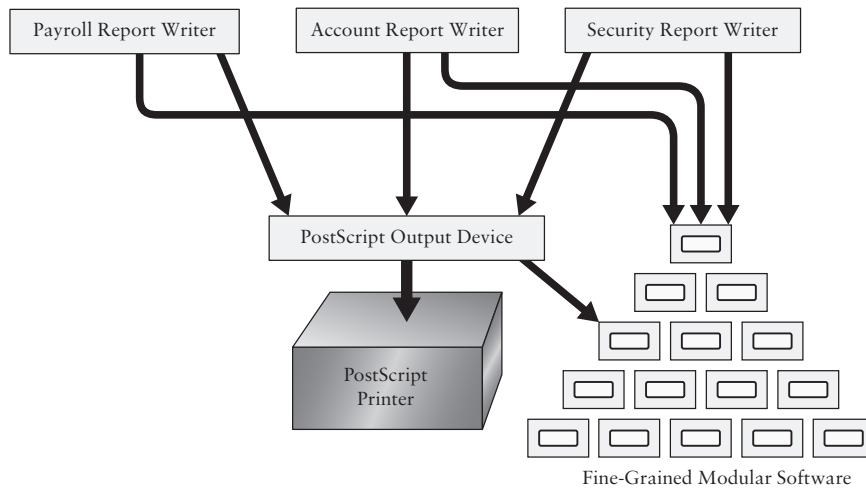 Payroll Report Writer
Account Report Writer
Security Report Writer
PostScript Output Device
PostScript
Printer
Fine-Grained Modular Software